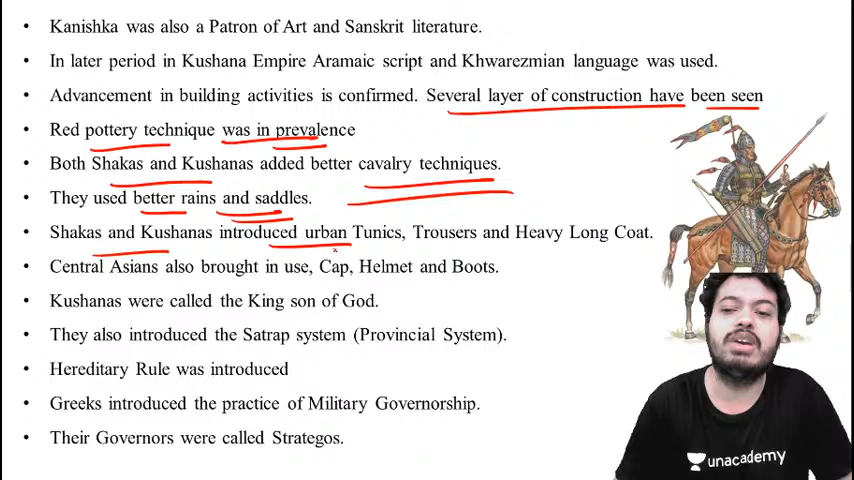 • Kanishka was also a Patron of Art and Sanskrit literature.
• In later period in Kushana Empire Aramaic script and Khwarezmian language was used.
• Advancement in building activities is confirmed. Several layer of construction have been seen
• Red pottery technique was in prevalence
• Both Shakas and Kushanas added better cavalry techniques.
• They used better rains and saddles.
• Shakas and Kushanas introduced urban Tunics, Trousers and Heavy Long Coat.
• Central Asians also brought in use, Cap, Helmet and Boots.
• Kushanas were called the King son of God.
• They also introduced the Satrap system (Provincial System).
• Hereditary Rule was introduced
• Greeks introduced the practice of Military Governorship.
• Their Governors were called Strategos.
unacademy